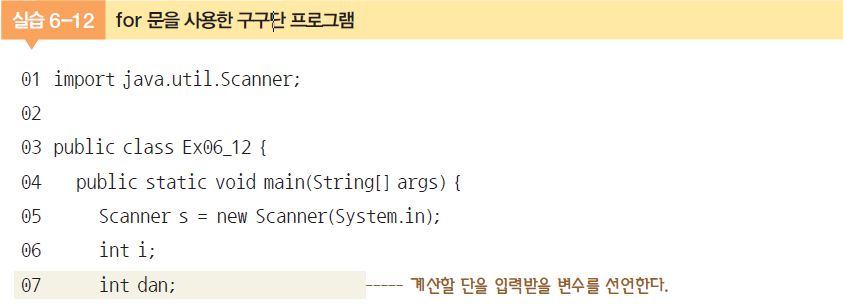 실습 6-12 for 문을 사용한 구구단 프로그램
01 import java.util.Scanner;
02
03 public class Ex06_12 {
04 public static void main(String[] args) {
05 Scanner s = new Scanner(System.in);
06 int i;
07 int dan; ----- 계산할 단을 입력받을 변수를 선언한다.